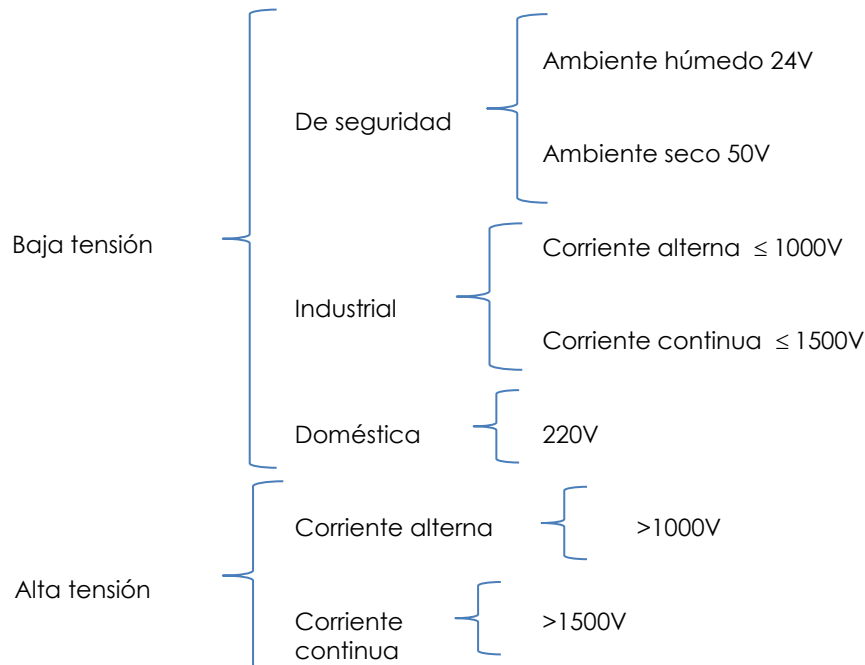 Baja tensión
De seguridad
Ambiente húmedo 24V
Ambiente seco 50V
Industrial
Corriente alterna ≤ 1000V
Corriente continua ≤ 1500V
Doméstica
220V
Alta tensión
Corriente alterna
>1000V
Corriente
continua
>1500V